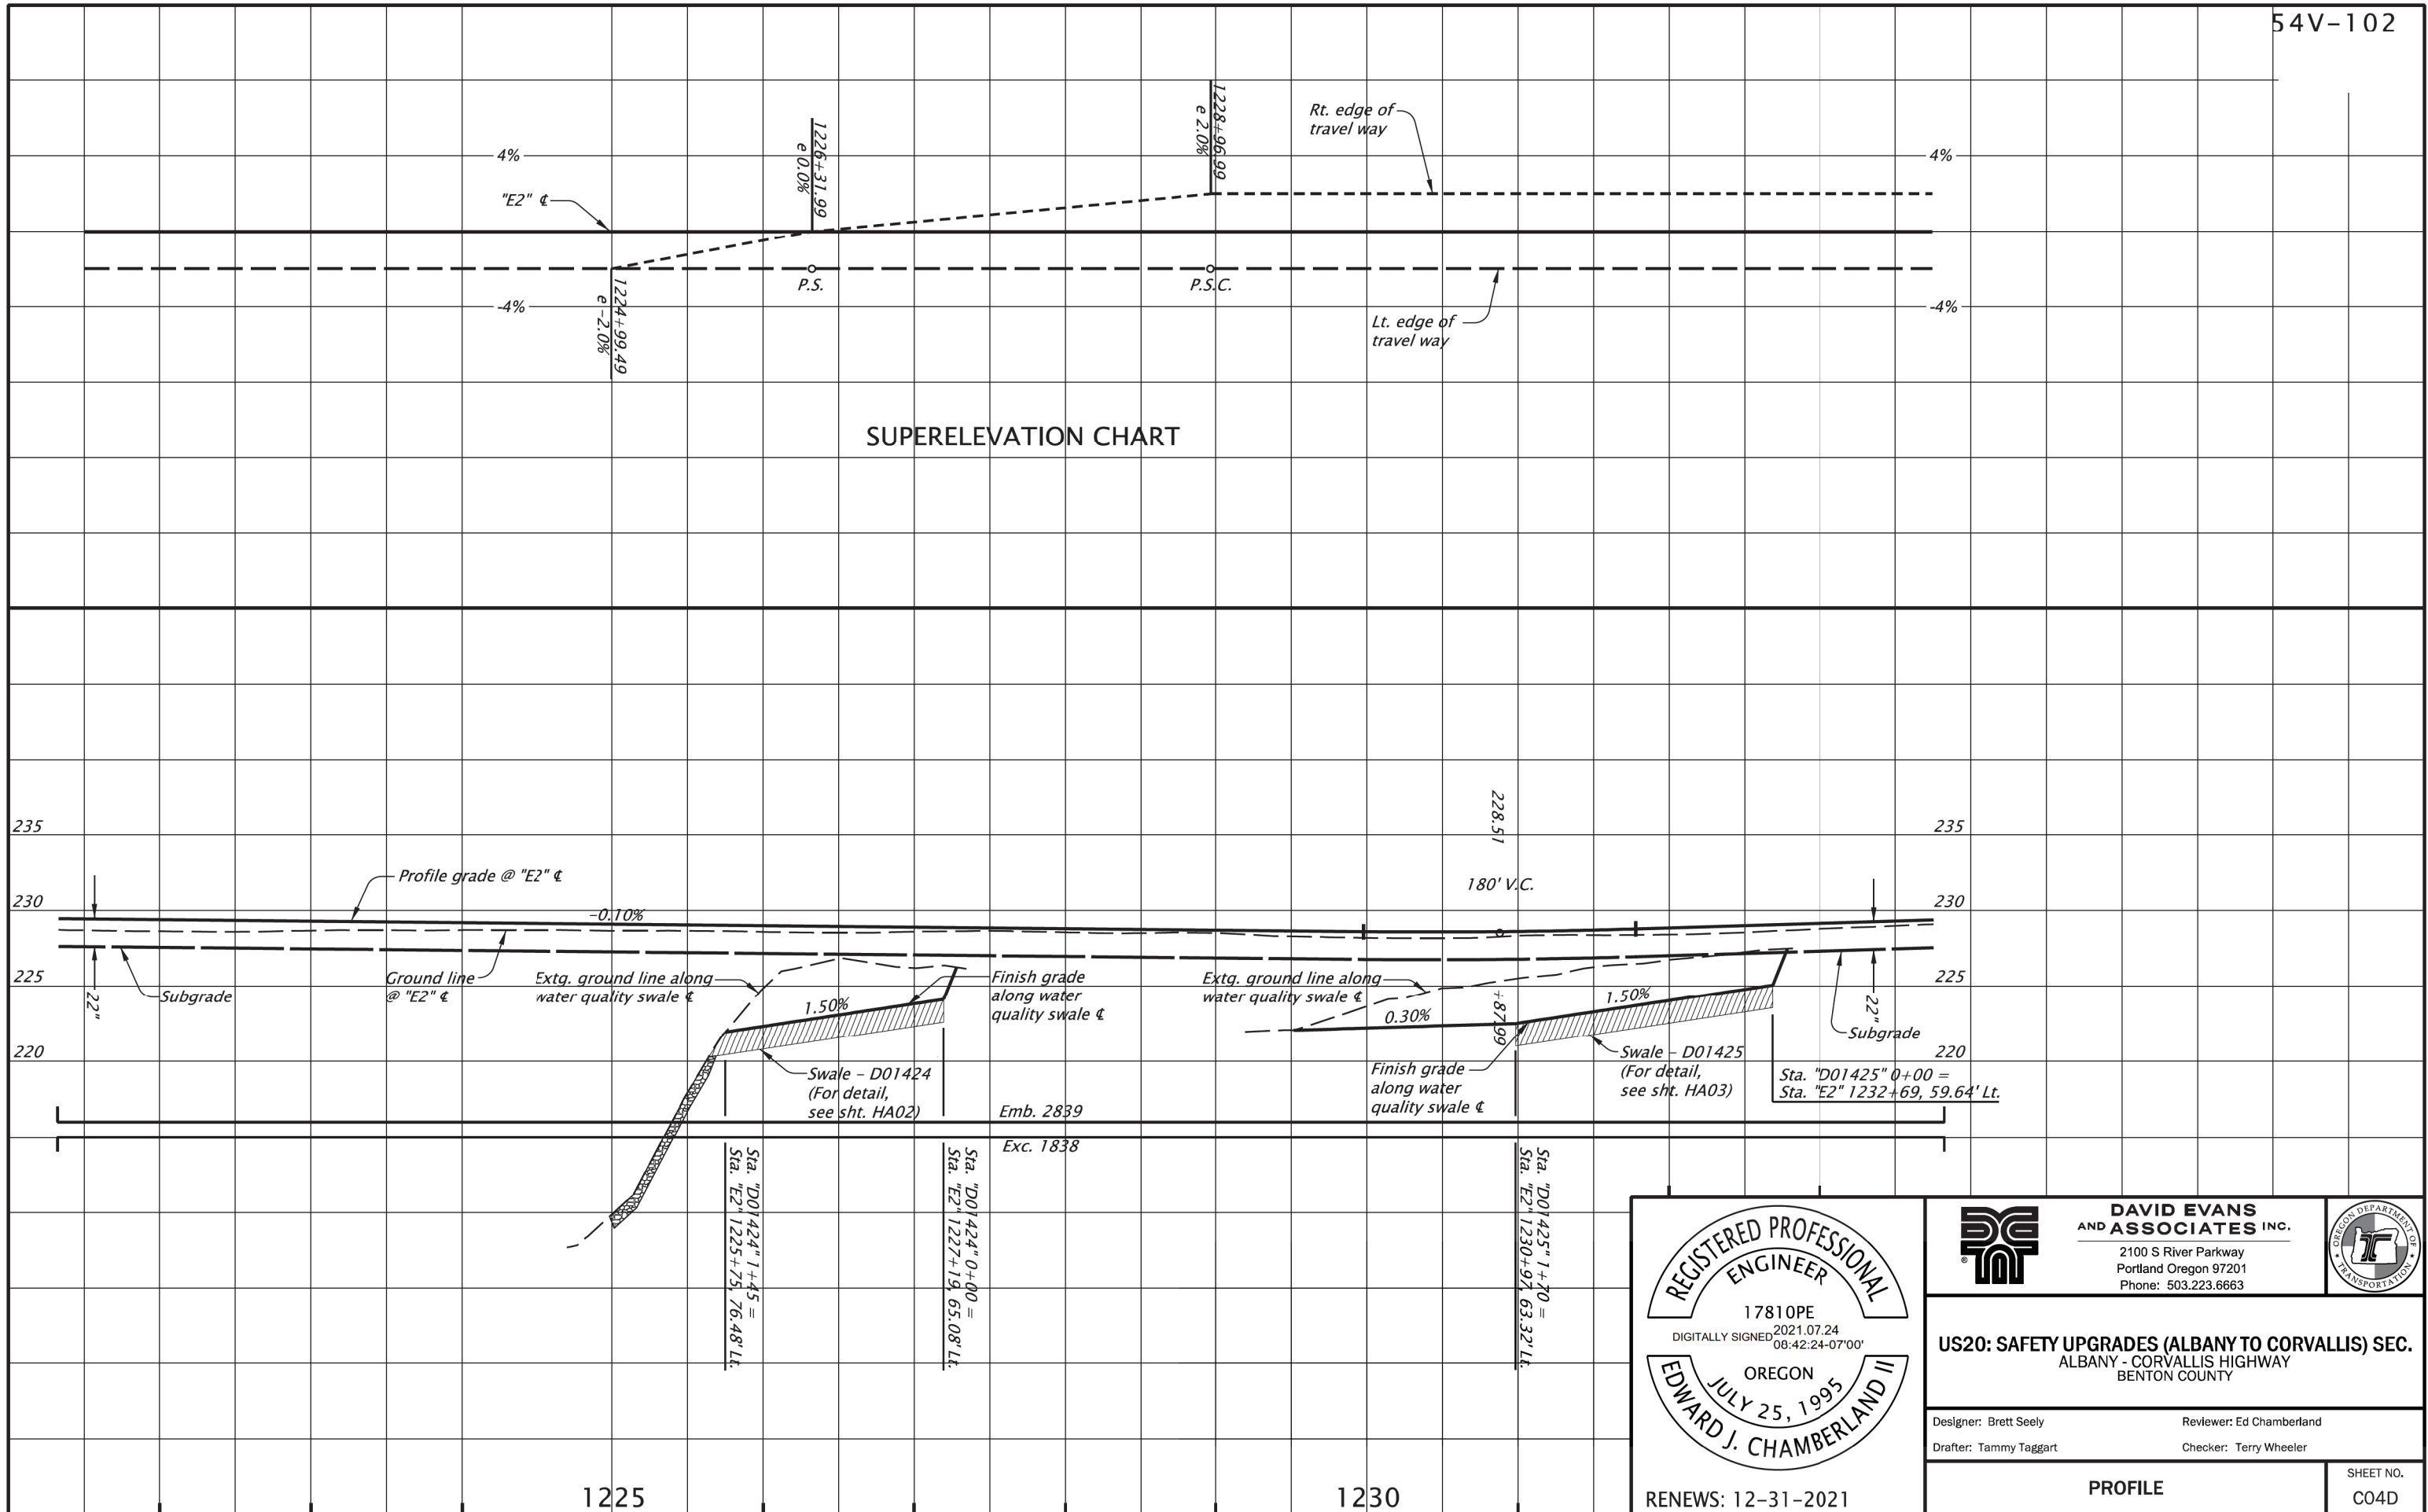 54V-102
1228+96.99
e 2.0%
Rt. edge of
travel way
1226+31.99
e 0.0%
4%
4%
"E2" ℄
P.S.
P.S.C.
-4%
-4%
1224+99.49
e -2.0%
Lt. edge of
travel way
SUPERELEVATION CHART
235
235
228.51
Profile grade @ "E2" ℄
180' V.C.
230
230
-0.10%
225
225
22"
Subgrade
Ground line
@ "E2" ℄
Extg. ground line along
water quality swale ℄
1.50%
Finish grade
along water
quality swale ℄
Extg. ground line along
water quality swale ℄
0.30%
+87.99
1.50%
22"
Subgrade
220
220
Swale - D01424
(For detail,
see sht. HA02)
Finish grade
along water
quality swale ℄
Swale - D01425
(For detail,
see sht. HA03)
Sta. "D01425" 0+00 =
Sta. "E2" 1232+69, 59.64' Lt.
Emb. 2839
Exc. 1838
Sta. "D01424" 1+45 =
Sta. "E2" 1225+75, 76.48' Lt.
Sta. "D01424" 0+00 =
Sta. "E2" 1227+19, 65.08' Lt.
Sta. "D01425" 1+70 =
Sta. "E2" 1230+97, 63.32' Lt.
1225
1230
REGISTERED PROFESSIONAL
ENGINEER
17810PE
DIGITALLY SIGNED 2021.07.24
08:42:24-07'00'
OREGON
JULY 25, 1995
EDWARD J. CHAMBERLAND II
RENEWS: 12-31-2021
DAVID EVANS
AND ASSOCIATES INC.
2100 S River Parkway
Portland Oregon 97201
Phone: 503.223.6663
®
OREGON DEPARTMENT OF
TRANSPORTATION
US20: SAFETY UPGRADES (ALBANY TO CORVALLIS) SEC.
ALBANY - CORVALLIS HIGHWAY
BENTON COUNTY
Designer: Brett Seely
Reviewer: Ed Chamberland
Drafter: Tammy Taggart
Checker: Terry Wheeler
PROFILE
SHEET NO.
C04D